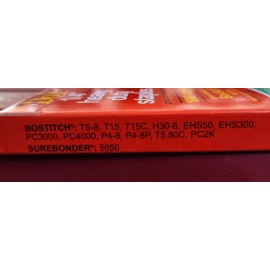 BOSTITCH®: T5-8, T15, T15C, H30-8, EHS50, EHS300,
PC3000, PC4000, P4-8, P4-8P, T5.80C, PC2K
SUREBONDER®: 5650